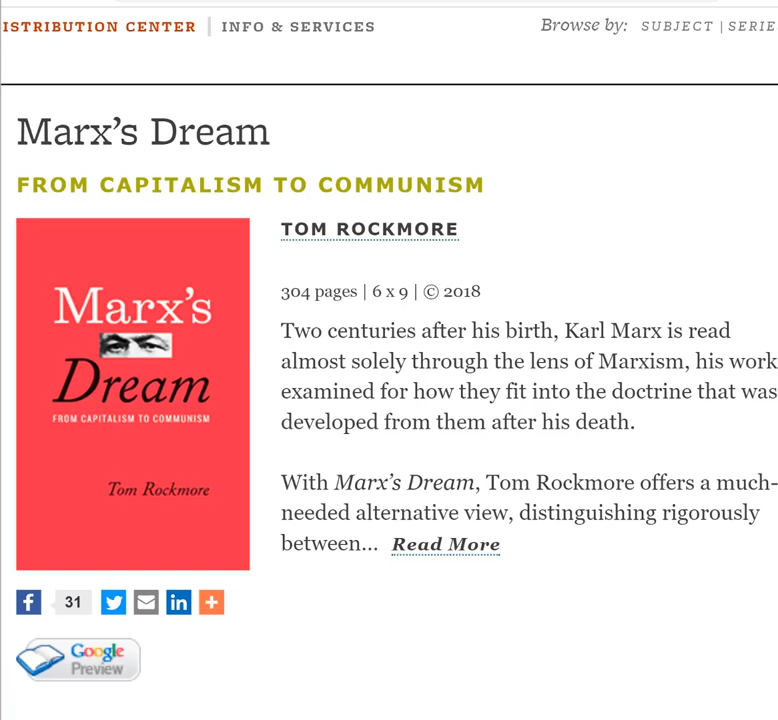 ISTRIBUTION CENTER | INFO & SERVICES
Browse by: SUBJECT | SERIE
Marx's Dream
FROM CAPITALISM TO COMMUNISM
TOM ROCKMORE
304 pages | 6 x 9 | © 2018
Two centuries after his birth, Karl Marx is read
almost solely through the lens of Marxism, his work
examined for how they fit into the doctrine that was
developed from them after his death.
With Marx's Dream, Tom Rockmore offers a much-
needed alternative view, distinguishing rigorously
between... Read More
Marx's
Dream
FROM CAPITALISM TO COMMUNISM
Tom Rockmore
f 31 in +
Google
Preview